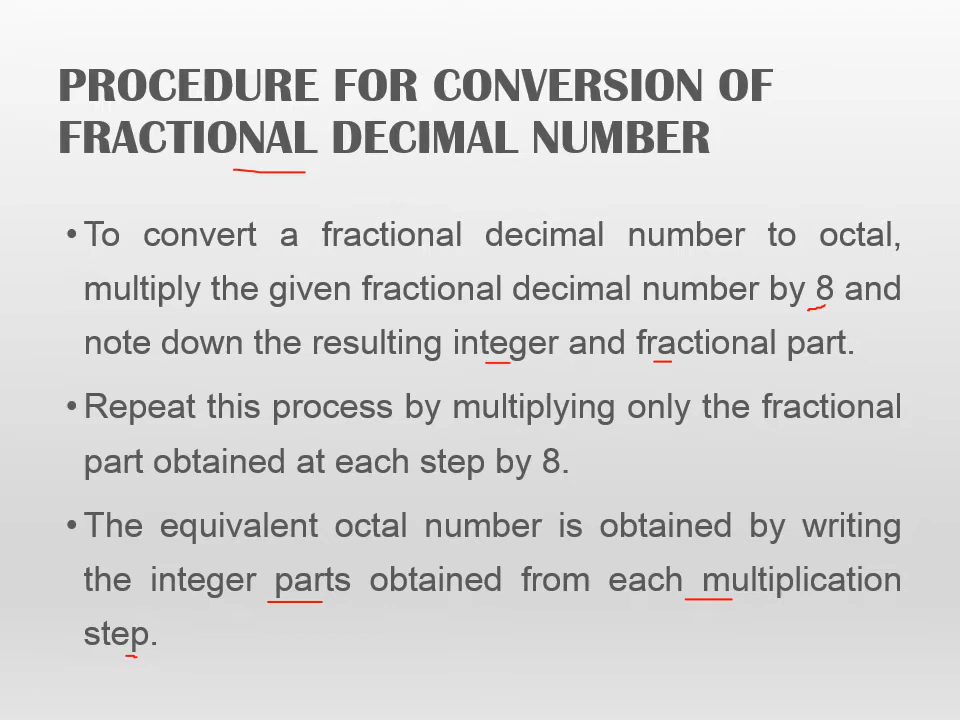 PROCEDURE FOR CONVERSION OF
FRACTIONAL DECIMAL NUMBER
• To convert a fractional decimal number to octal,
multiply the given fractional decimal number by 8 and
note down the resulting integer and fractional part.
• Repeat this process by multiplying only the fractional
part obtained at each step by 8.
• The equivalent octal number is obtained by writing
the integer parts obtained from each multiplication
step.